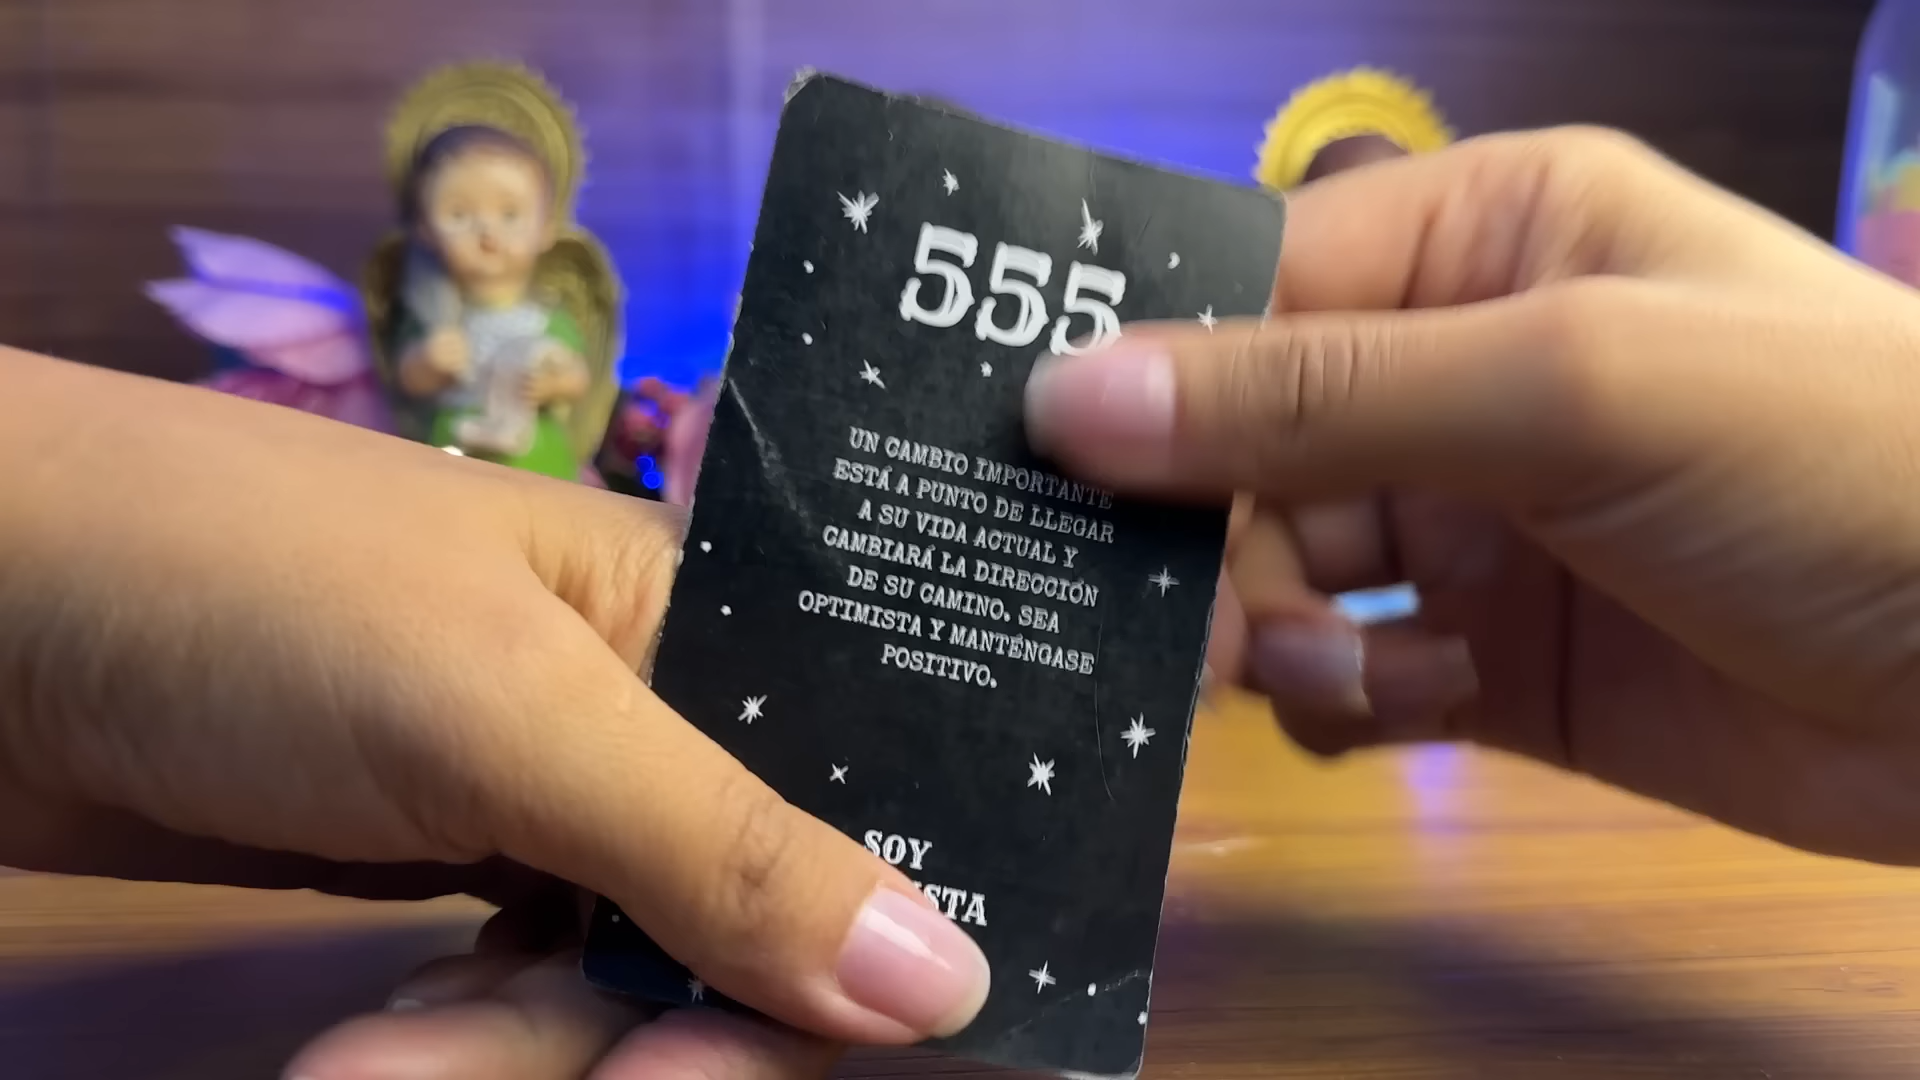 555
UN CAMBIO IMPORTANTE
ESTÁ A PUNTO DE LLEGAR
A SU VIDA ACTUAL Y
CAMBIARÁ LA DIRECCIÓN
DE SU CAMINO. SEA
OPTIMISTA Y MANTÉNGASE
POSITIVO.
SOY